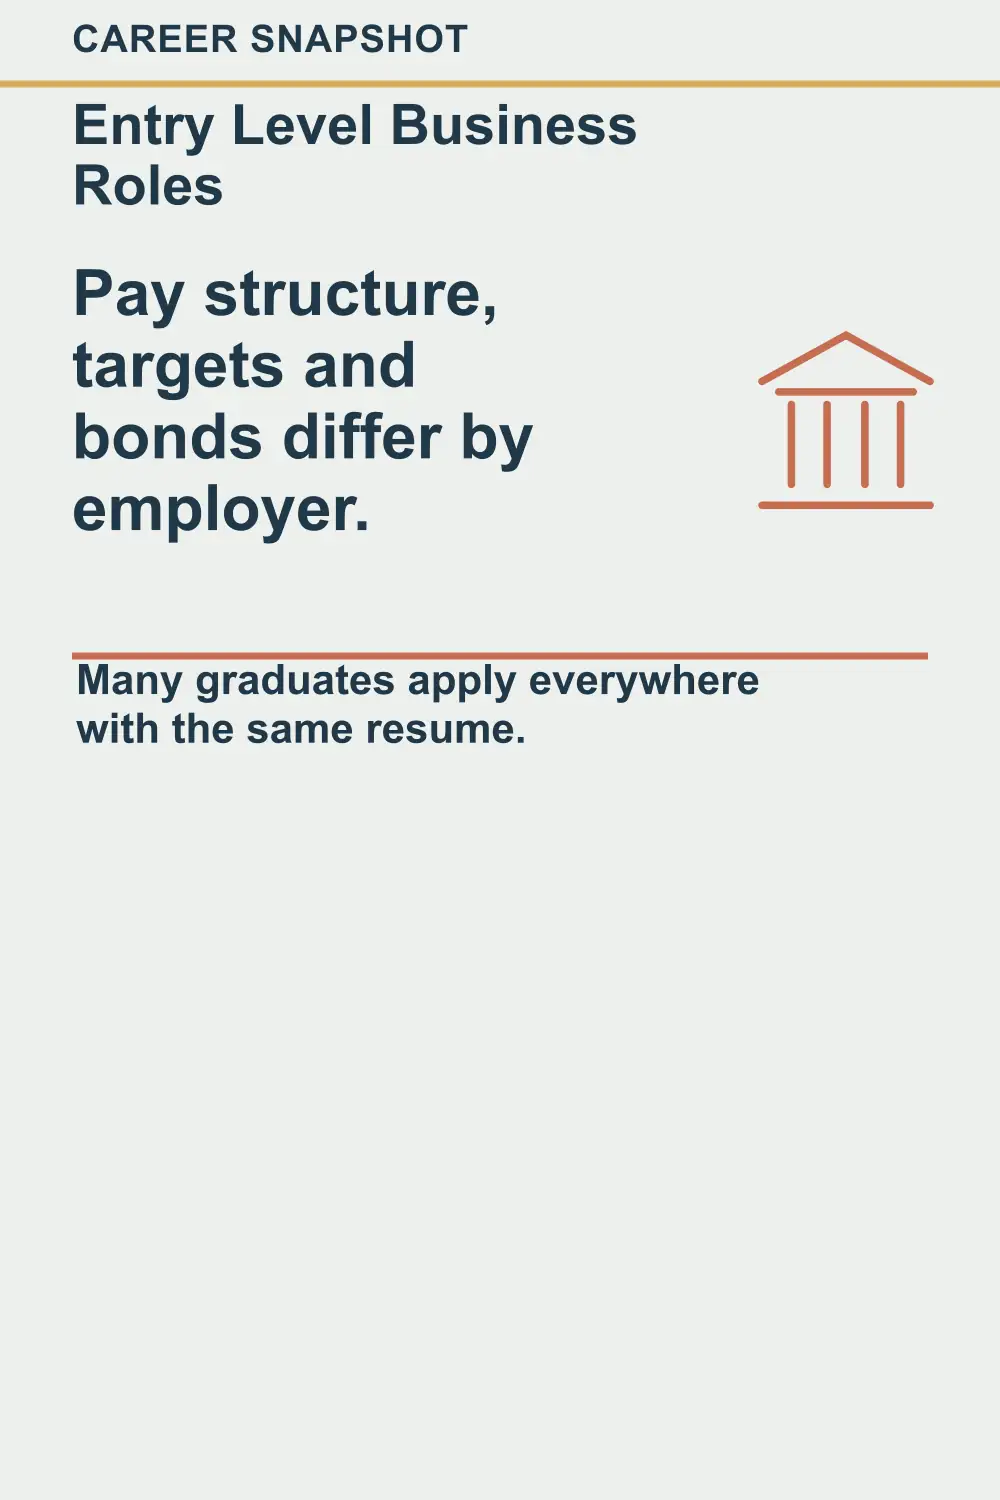 CAREER SNAPSHOT
Entry Level Business
Roles
Pay structure,
targets and
bonds differ by
employer.
Many graduates apply everywhere
with the same resume.